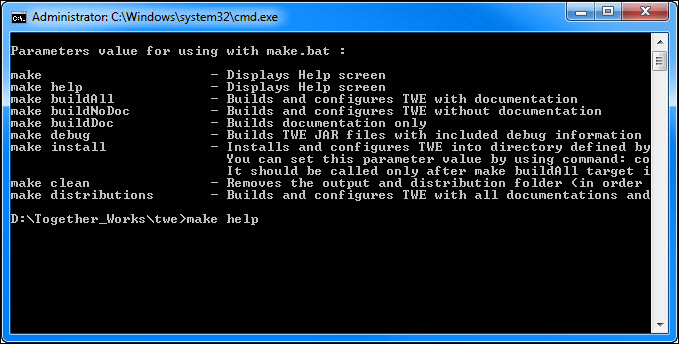 Administrator: C:\Windows\system32\cmd.exe
Parameters value for using with make.bat :
make - Displays Help screen
make help - Displays Help screen
make buildAll - Builds and configures TWE with documentation
make buildNoDoc - Builds and configures TWE without documentation
make buildDoc - Builds documentation only
make debug - Builds TWE JAR files with included debug information
make install - Installs and configures TWE into directory defined by
You can set this parameter value by using command: co
It should be called only after make buildAll target i
make clean - Removes the output and distribution folder (in order
make distributions - Builds and configures TWE with all documentations and
D:\Together_Works\twe>make help